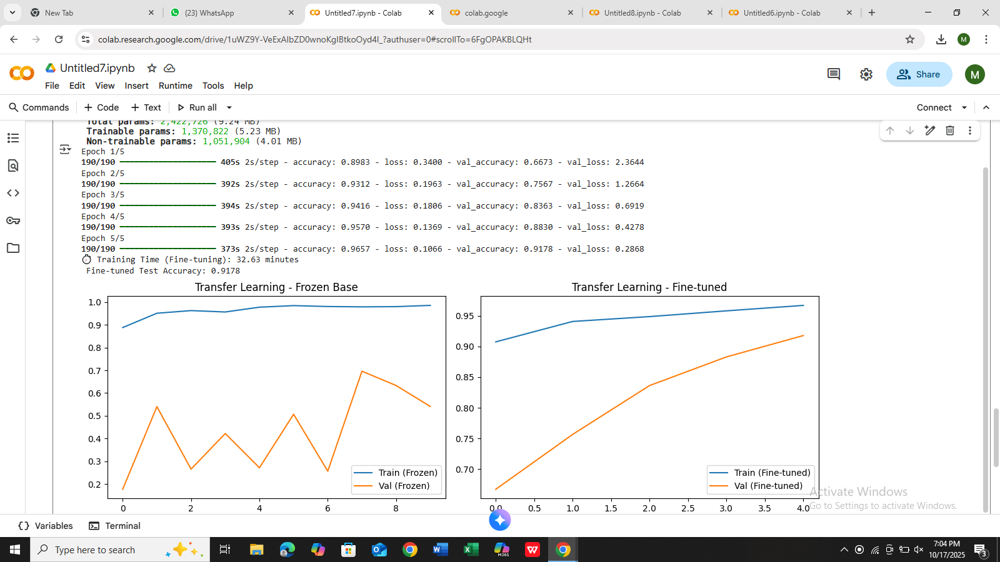 New Tab
(23) WhatsApp
Untitled7.ipynb - Colab
colab.google
Untitled8.ipynb - Colab
Untitled6.ipynb - Colab
colab.research.google.com/drive/1uWZ9Y-VeExAIbZD0wnoKgIBtkoOyd4I_?authuser=0#scrollTo=6FgOPAKBLQHt
M
Untitled7.ipynb
File Edit View Insert Runtime Tools Help
Share
M
Commands + Code + Text Run all
Connect
Total params: 2,422,726 (9.24 MB)
Trainable params: 1,370,822 (5.23 MB)
Non-trainable params: 1,051,904 (4.01 MB)
Epoch 1/5
190/190 405s 2s/step - accuracy: 0.8983 - loss: 0.3400 - val_accuracy: 0.6673 - val_loss: 2.3644
Epoch 2/5
190/190 392s 2s/step - accuracy: 0.9312 - loss: 0.1963 - val_accuracy: 0.7567 - val_loss: 1.2664
Epoch 3/5
190/190 394s 2s/step - accuracy: 0.9416 - loss: 0.1806 - val_accuracy: 0.8363 - val_loss: 0.6919
Epoch 4/5
190/190 393s 2s/step - accuracy: 0.9570 - loss: 0.1369 - val_accuracy: 0.8830 - val_loss: 0.4278
Epoch 5/5
190/190 373s 2s/step - accuracy: 0.9657 - loss: 0.1066 - val_accuracy: 0.9178 - val_loss: 0.2868
Training Time (Fine-tuning): 32.63 minutes
Fine-tuned Test Accuracy: 0.9178
Transfer Learning - Frozen Base
1.0
0.9
0.8
0.7
0.6
0.5
0.4
0.3
0.2
Train (Frozen)
Val (Frozen)
0 2 4 6 8
Transfer Learning - Fine-tuned
0.95
0.90
0.85
0.80
0.75
0.70
Train (Fine-tuned)
Val (Fine-tuned)
0.0 0.5 1.0 1.5 2.0 2.5 3.0 3.5 4.0
Activate Windows
Go to Settings to activate Windows.
{} Variables
Terminal
Type here to search
M365
7:04 PM
10/17/2025
3